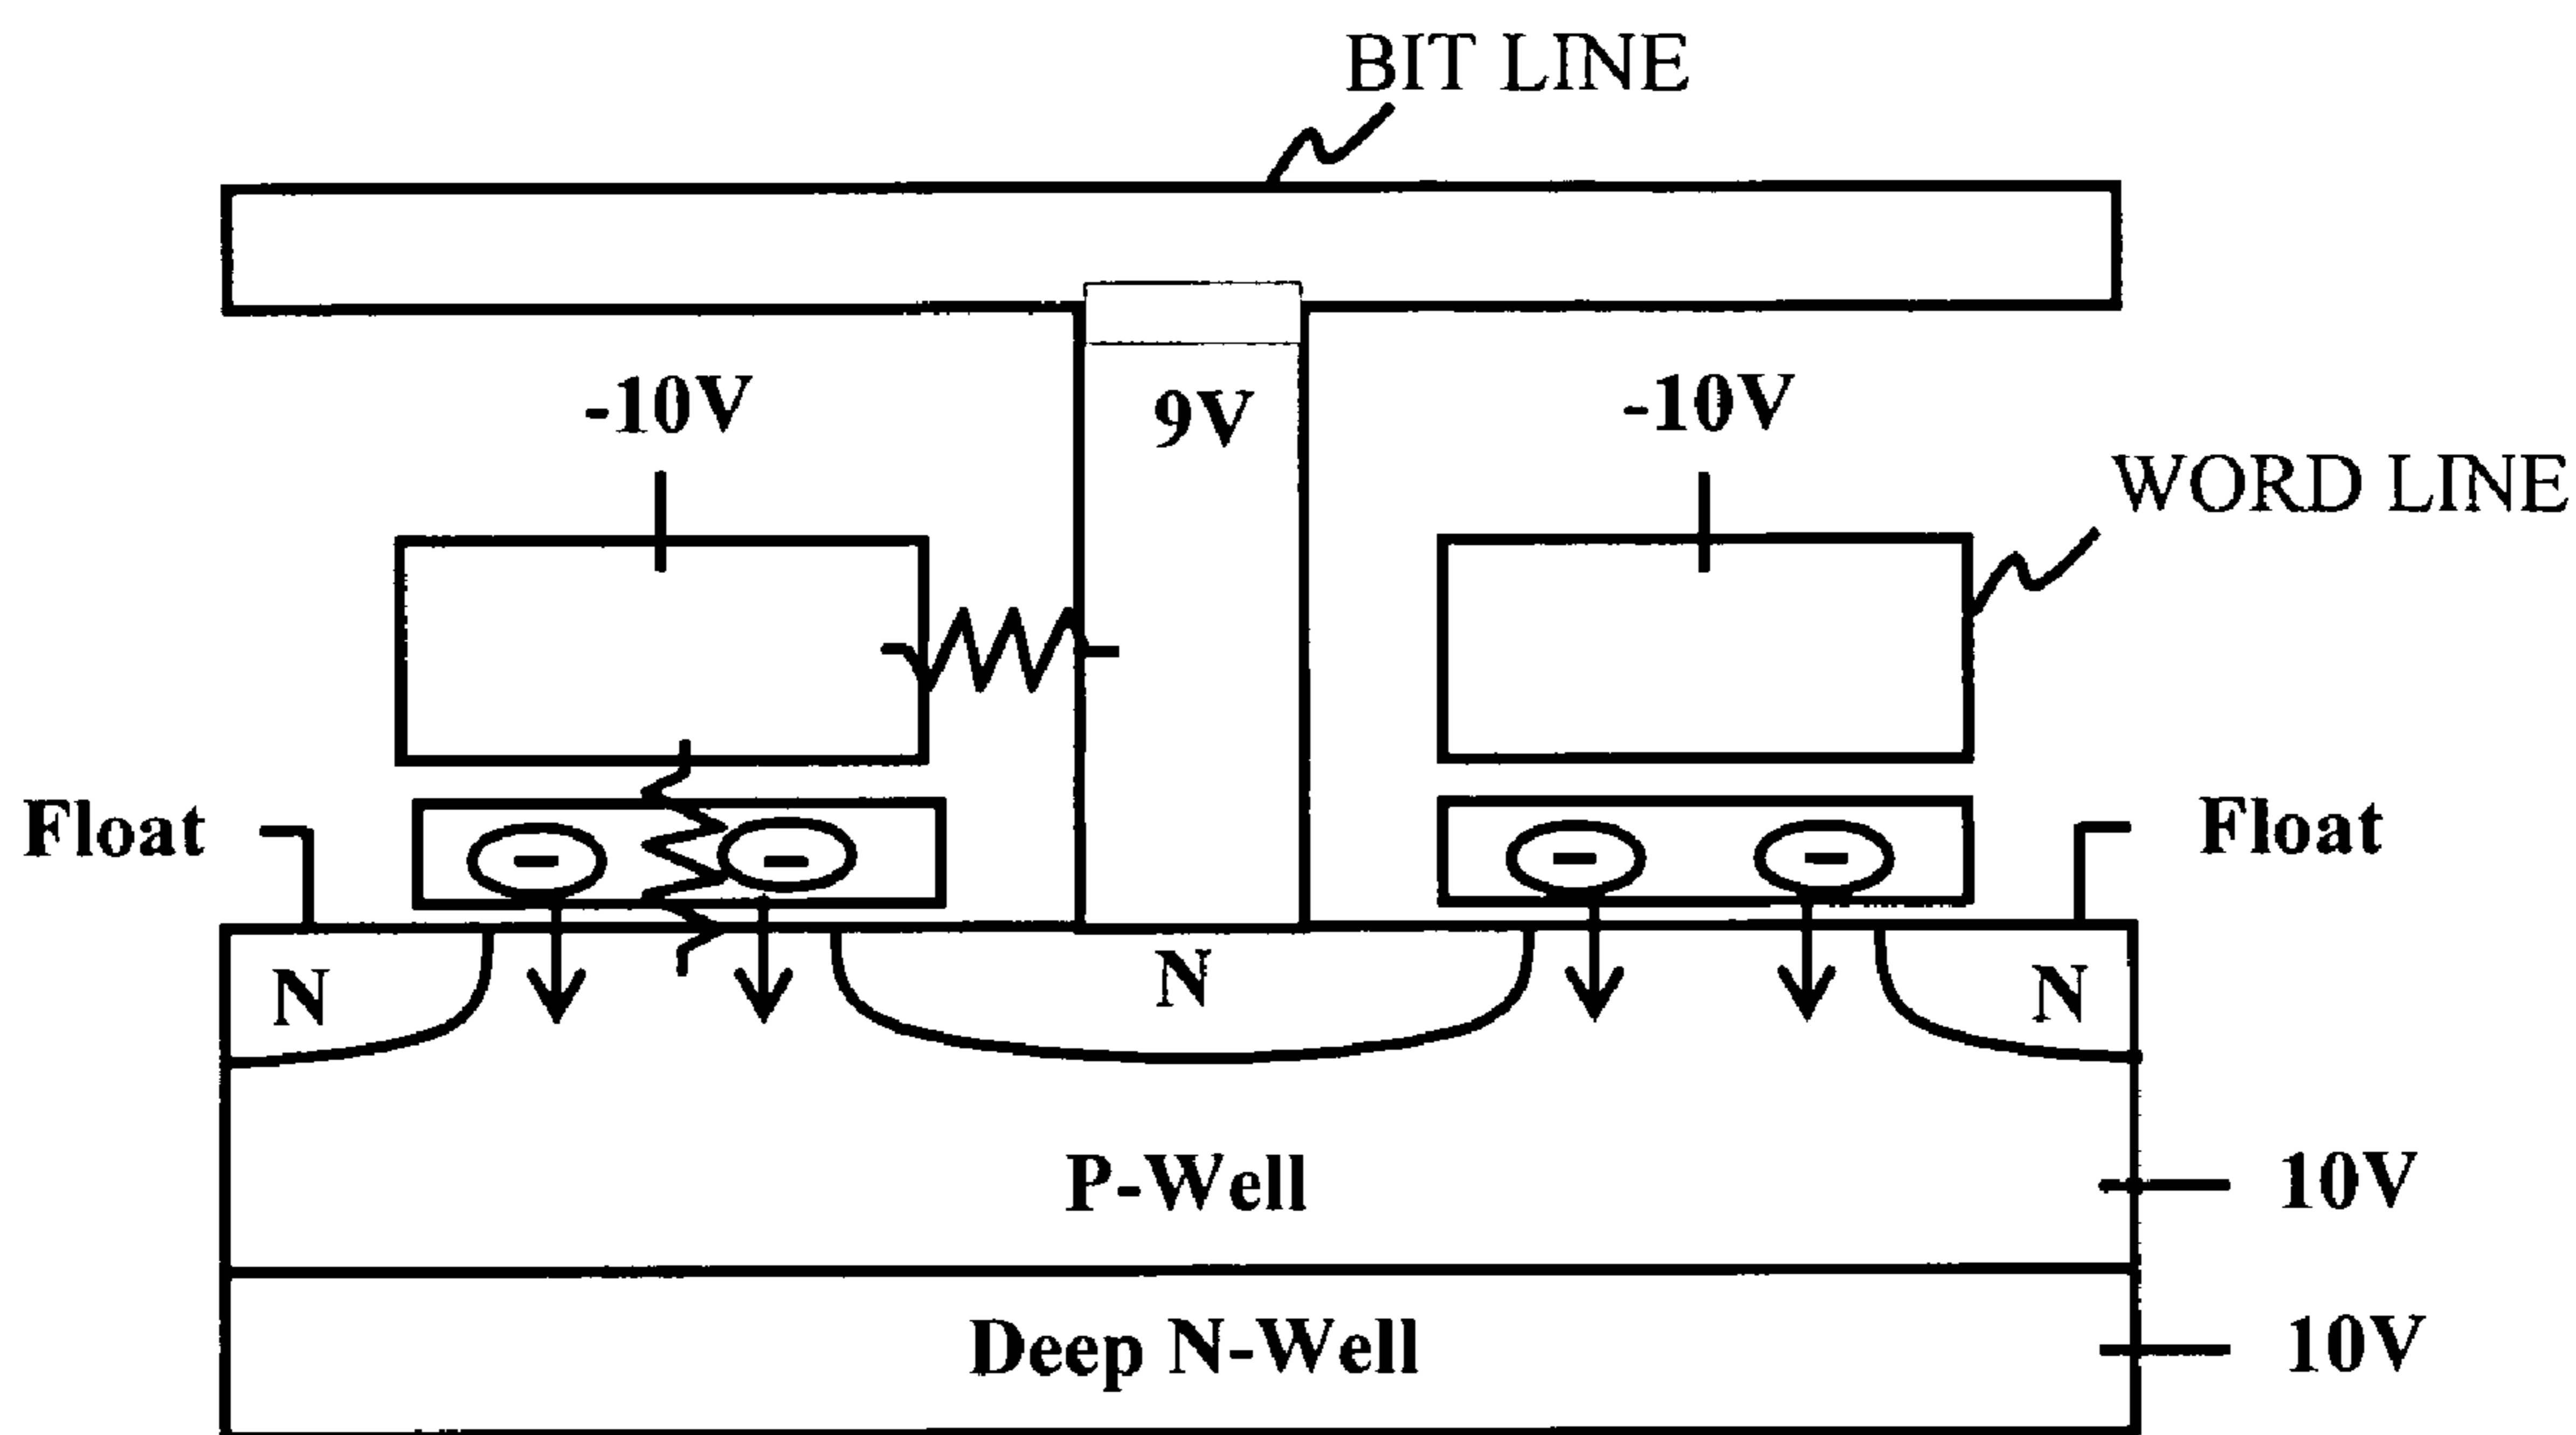 BIT LINE
-10V
9V
-10V
WORD LINE
Float
-
-
-
-
Float
N
N
N
P-Well
10V
Deep N-Well
10V